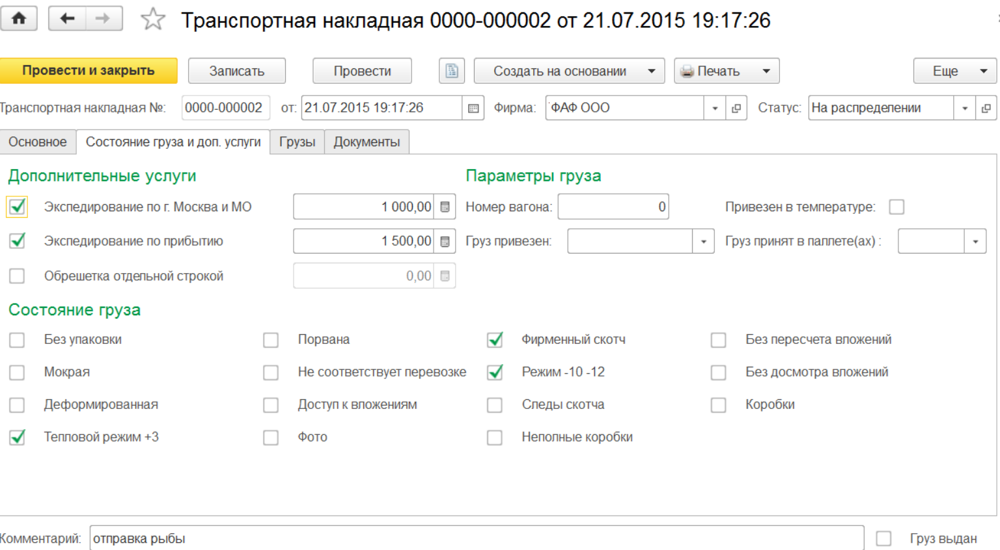 Транспортная накладная 0000-000002 от 21.07.2015 19:17:26
Провести и закрыть Записать Провести Создать на основании Печать Еще
Транспортная накладная №: 0000-000002 от: 21.07.2015 19:17:26 Фирма: ФАФ ООО Статус: На распределении
Основное Состояние груза и доп. услуги Грузы Документы
Дополнительные услуги Параметры груза
Экспедирование по г. Москва и МО 1 000,00 Номер вагона: 0 Привезен в температуре:
Экспедирование по прибытию 1 500,00 Груз привезен: Груз принят в паллете(ах) :
Обрешетка отдельной строкой 0,00
Состояние груза
Без упаковки Порвана Фирменный скотч Без пересчета вложений
Мокрая Не соответствует перевозке Режим -10 -12 Без досмотра вложений
Деформированная Доступ к вложениям Следы скотча Коробки
Тепловой режим +3 Фото Неполные коробки
Комментарий: отправка рыбы Груз выдан